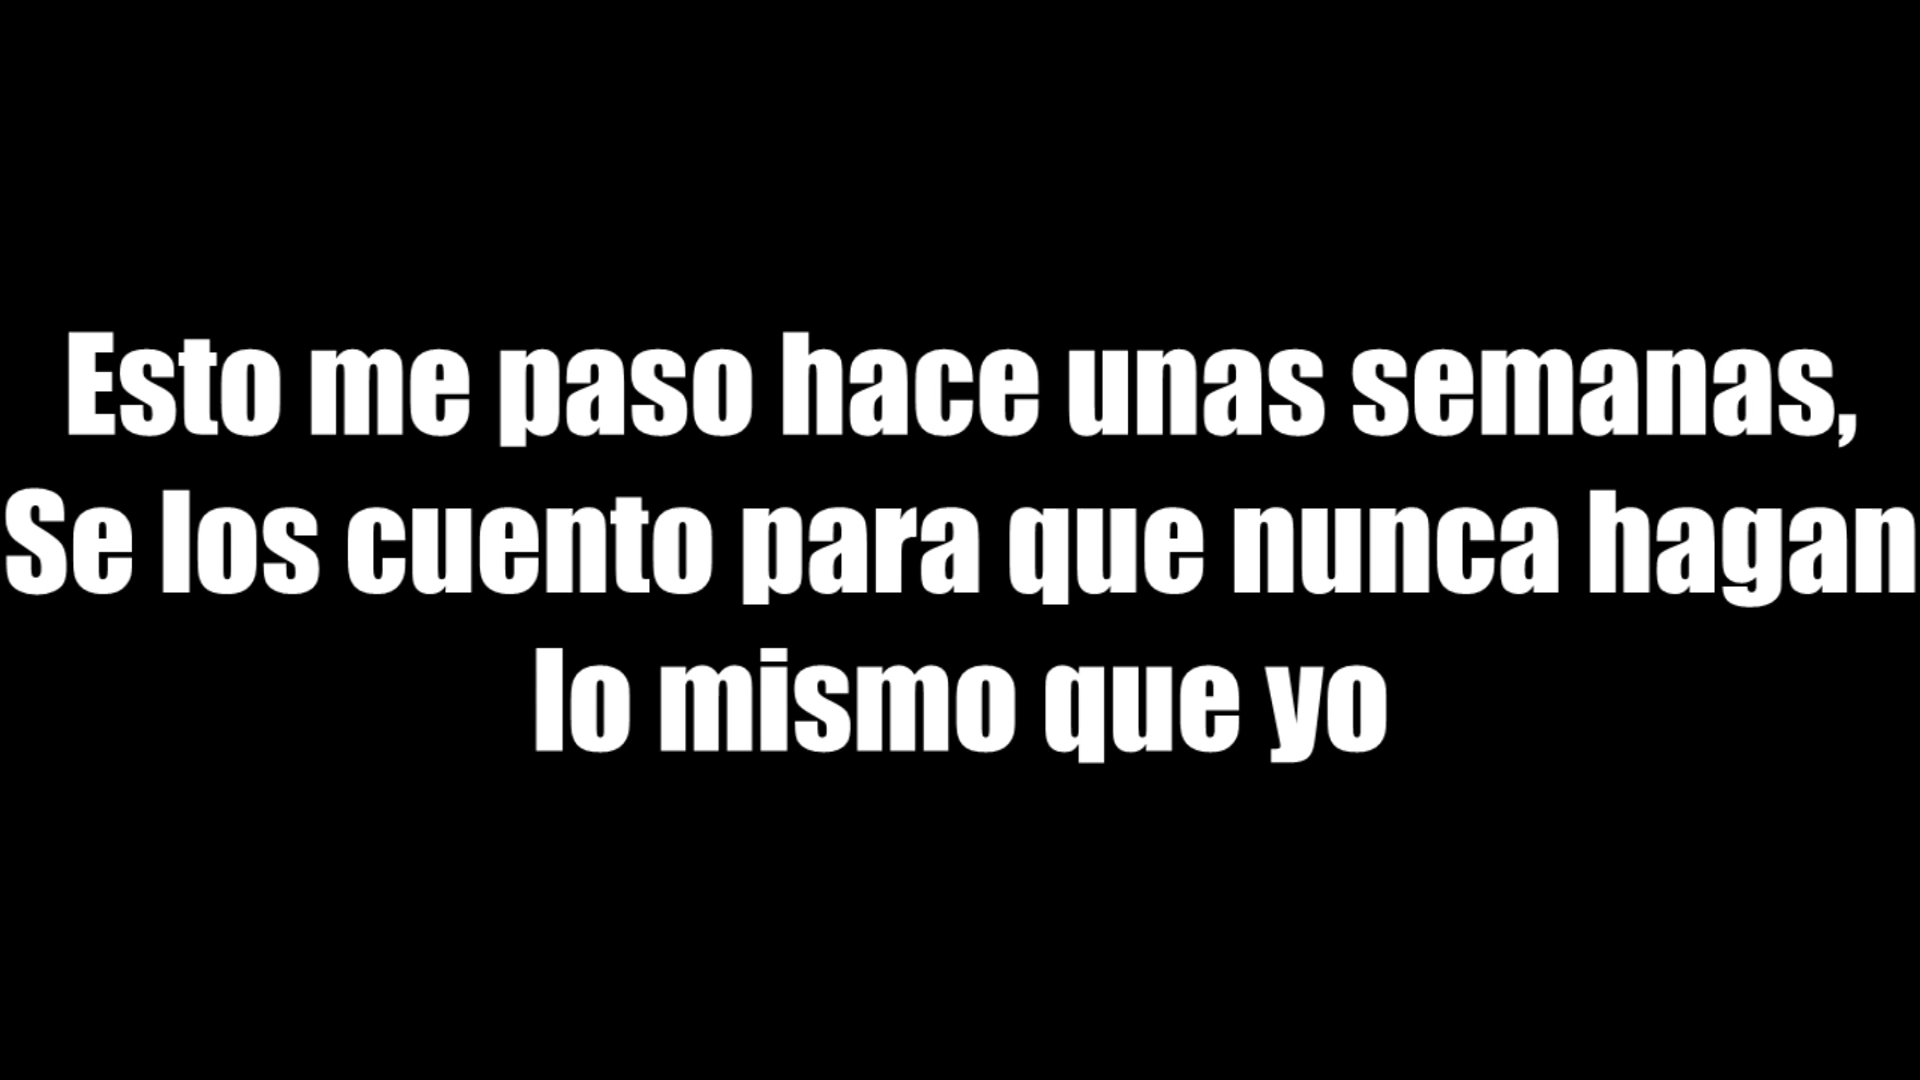 Esto me paso hace unas semanas,
Se los cuento para que nunca hagan
lo mismo que yo